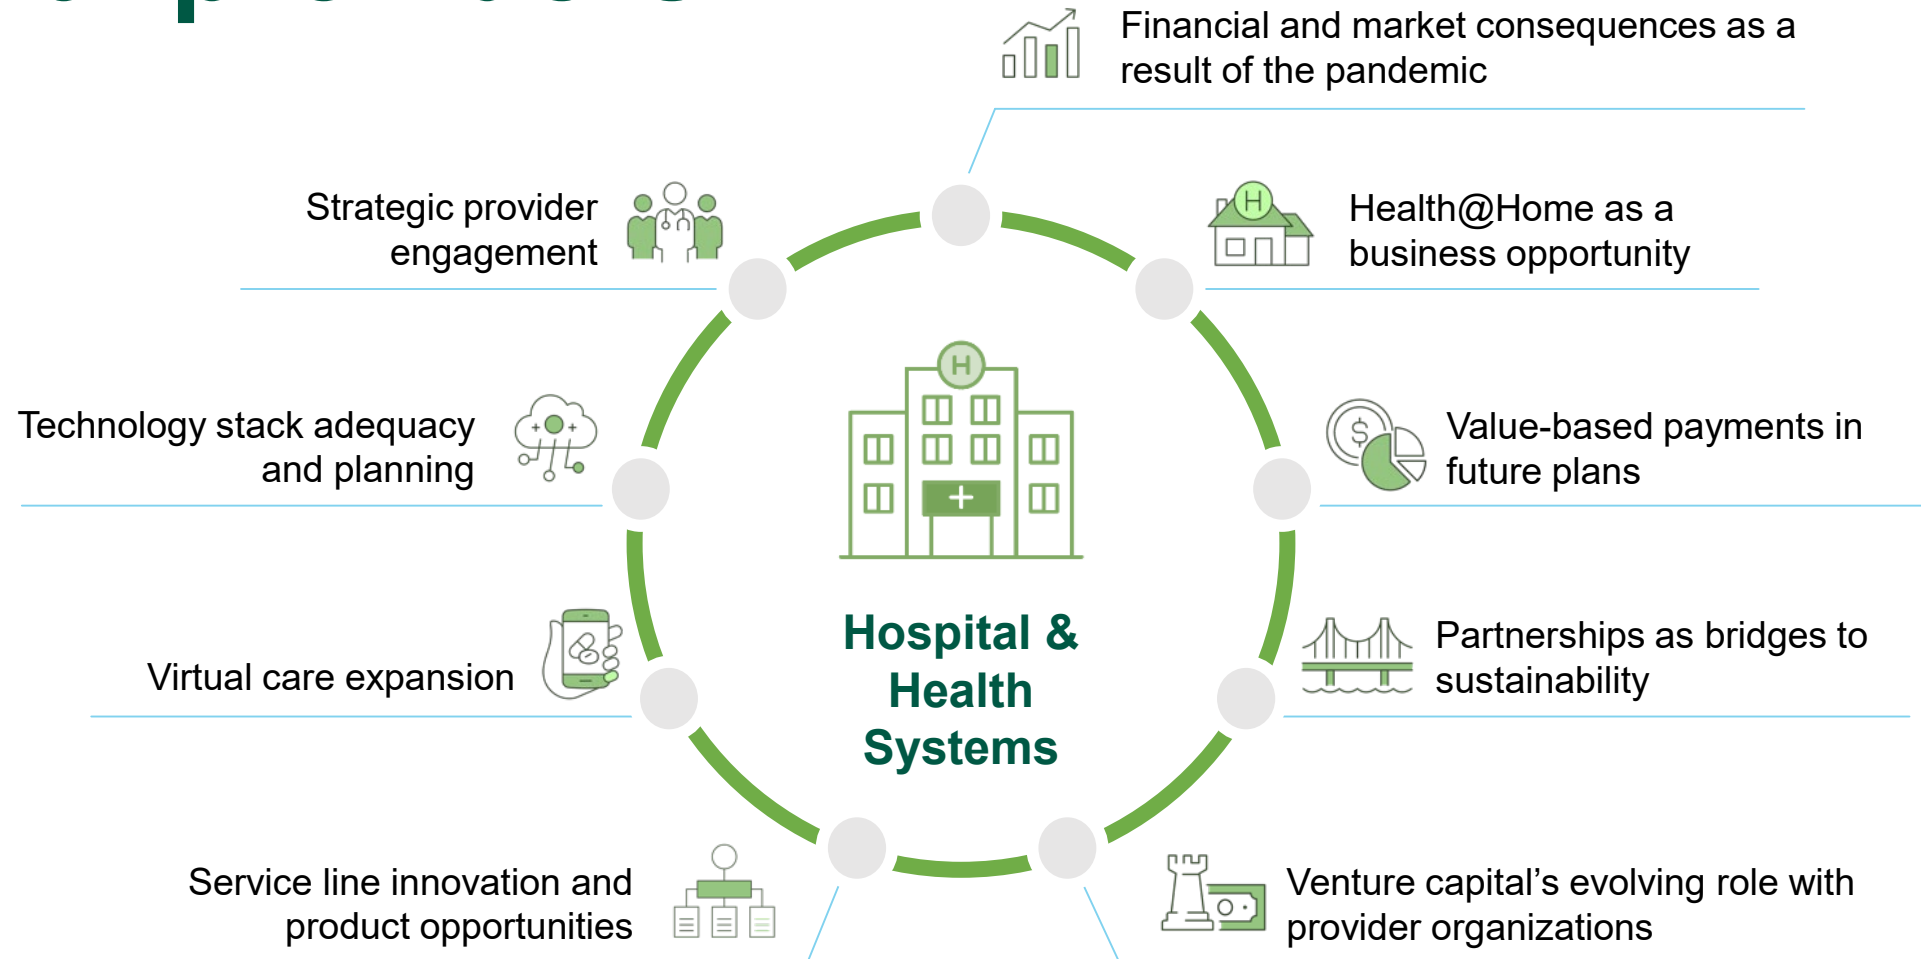 Financial and market consequences as a
result of the pandemic
Strategic provider
engagement
H
Health@Home as a
business opportunity
H
Technology stack adequacy
and planning
$
Value-based payments in
future plans
Hospital &
Health
Systems
Virtual care expansion
Partnerships as bridges to
sustainability
Service line innovation and
product opportunities
Venture capital’s evolving role with
provider organizations